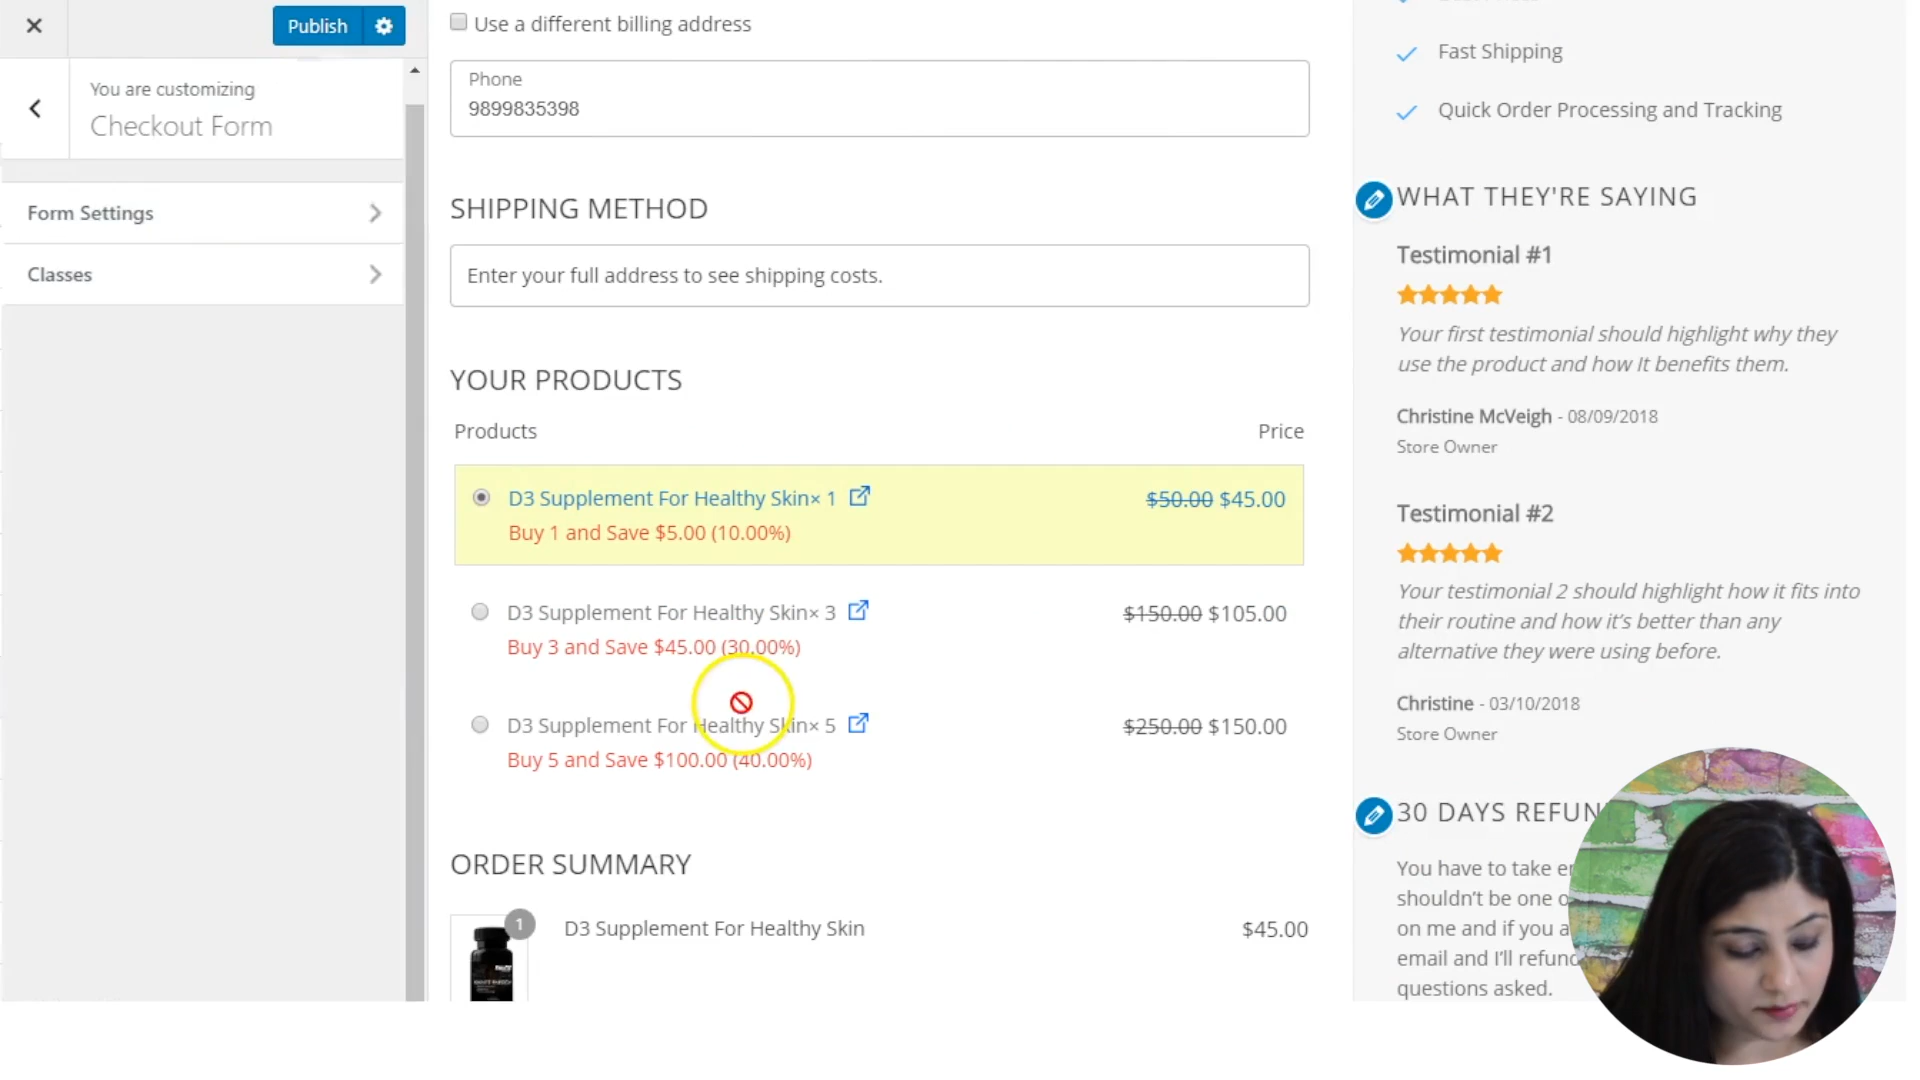 Publish
You are customizing
Checkout Form
Form Settings
Classes
Use a different billing address
Phone
9899835398
SHIPPING METHOD
Enter your full address to see shipping costs.
YOUR PRODUCTS
Products Price
D3 Supplement For Healthy Skin× 1 $50.00 $45.00
Buy 1 and Save $5.00 (10.00%)
D3 Supplement For Healthy Skin× 3 $150.00 $105.00
Buy 3 and Save $45.00 (30.00%)
D3 Supplement For Healthy Skin× 5 $250.00 $150.00
Buy 5 and Save $100.00 (40.00%)
ORDER SUMMARY
1
D3 Supplement For Healthy Skin $45.00
Fast Shipping
Quick Order Processing and Tracking
WHAT THEY'RE SAYING
Testimonial #1
Your first testimonial should highlight why they
use the product and how It benefits them.
Christine McVeigh - 08/09/2018
Store Owner
Testimonial #2
Your testimonial 2 should highlight how it fits into
their routine and how it’s better than any
alternative they were using before.
Christine - 03/10/2018
Store Owner
30 DAYS REFUN
You have to take
shouldn’t be one
on me and if you
email and I’ll refund
questions asked.